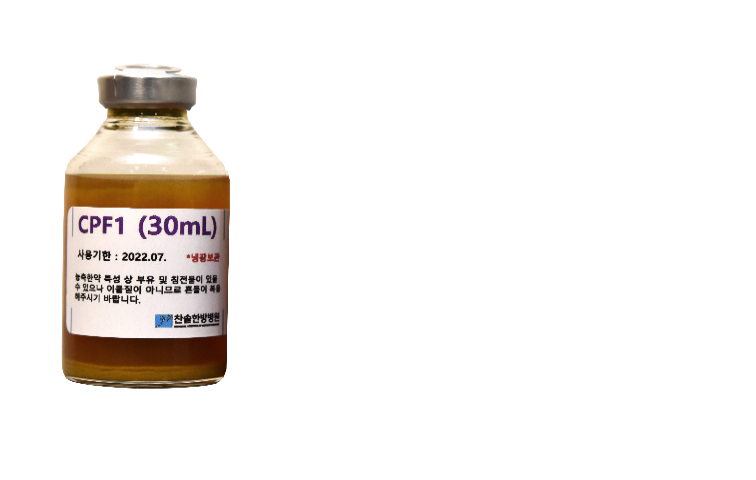 CPF1 (30mL)
사용기한 : 2022.07.
*냉장보관
농축한약 특성 상 부유 및 침전물이 있을
수 있으나 이물질이 아니므로 흔들어 복용
해주시기 바랍니다.
찬솔한방병원